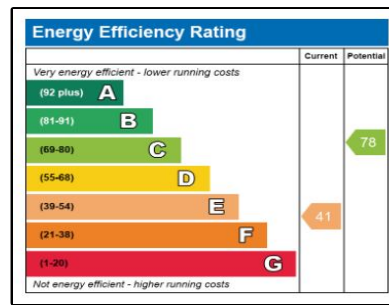 Energy Efficiency Rating
Current Potential
Very energy efficient - lower running costs
(92 plus) A
(81-91) B
(69-80) C
78
(55-68) D
(39-54) E
41
(21-38) F
(1-20) G
Not energy efficient - higher running costs